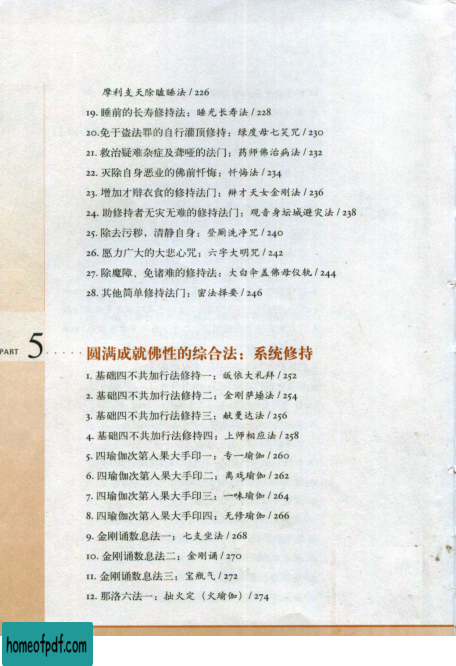 摩利支天除瞌睡法/226
19. 睡前的长寿修持法：睡光长寿法/228
20.免于盗法罪的自行灌顶修持：绿度母七笑咒/230
21. 救治疑难杂症及聋哑的法门：药师佛治病法/232
22. 灭除自身恶业的佛前忏悔：忏悔法/234
23. 增加才辩衣食的修持法门：辩才天女金刚法/236
24. 助修持者无灾无难的修持法门：观音身坛城避灾法/238
25. 除去污秽，清静自身：登厕洗净咒/240
26. 愿力广大的大悲心咒：六字大明咒/242
27. 除魔障、免诸难的修持法：大白伞盖佛母仪轨/244
28. 其他简单修持法门：密法择要/246
PART 5 圆满成就佛性的综合法：系统修持
1. 基础四不共加行法修持一：皈依大礼拜/252
2. 基础四不共加行法修持二：金刚萨埵法/254
3. 基础四不共加行法修持三：献曼达法/256
4. 基础四不共加行法修持四：上师相应法/258
5. 四瑜伽次第入果大手印一：专一瑜伽/260
6. 四瑜伽次第入果大手印二：离戏瑜伽/262
7. 四瑜伽次第入果大手印三：一味瑜伽/264
8. 四瑜伽次第入果大手印四：无修瑜伽/266
9. 金刚诵数息法一：七支坐法/268
10. 金刚诵数息法二：金刚诵/270
11. 金刚诵数息法三：宝瓶气/272
12. 那洛六法一：拙火定（火瑜伽）/274
homeofpdf.com